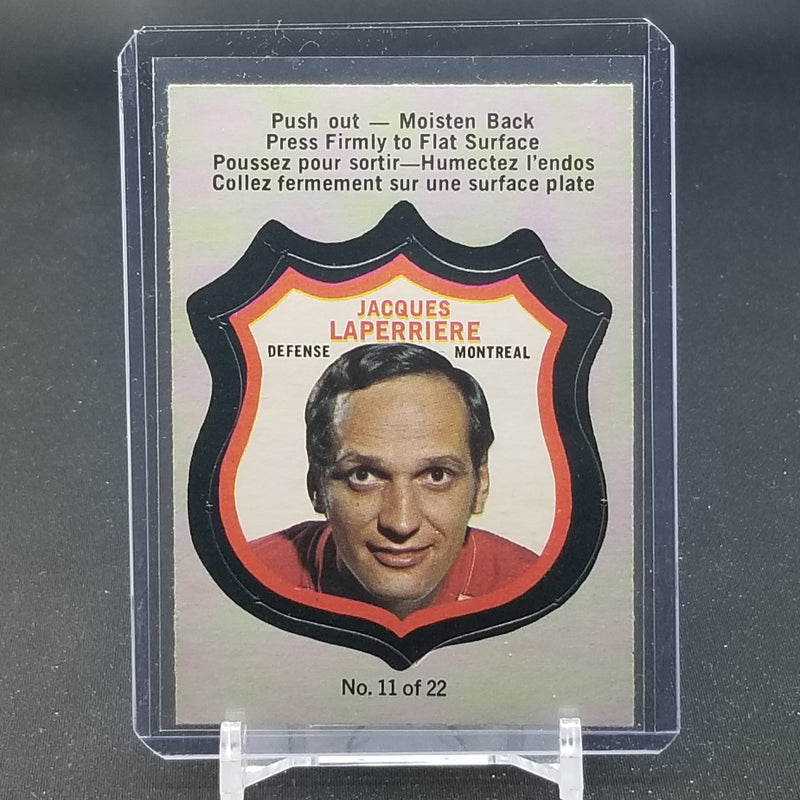 Push out — Moisten Back
Press Firmly to Flat Surface
Poussez pour sortir—Humectez l'endos
Collez fermement sur une surface plate
JACQUES
LAPERRIERE
DEFENSE MONTREAL
No. 11 of 22